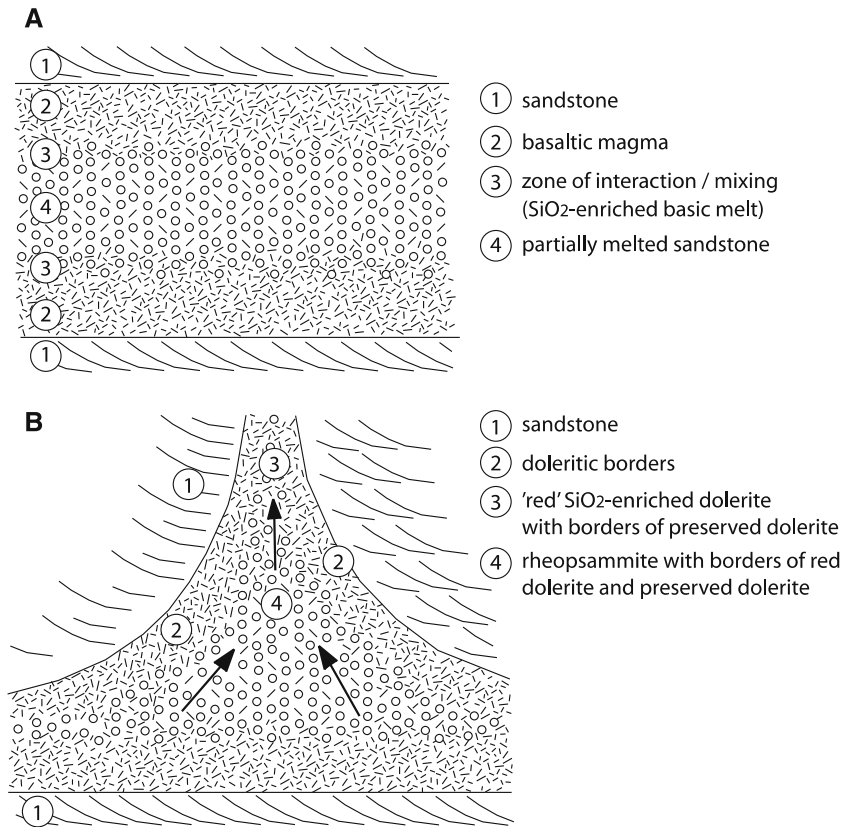 A
1
2
3
4
3
2
1
1 sandstone
2 basaltic magma
3 zone of interaction / mixing
(SiO2-enriched basic melt)
4 partially melted sandstone
B
1
3
2
4
2
1
1 sandstone
2 doleritic borders
3 'red' SiO2-enriched dolerite
with borders of preserved dolerite
4 rheopsammite with borders of red
dolerite and preserved dolerite